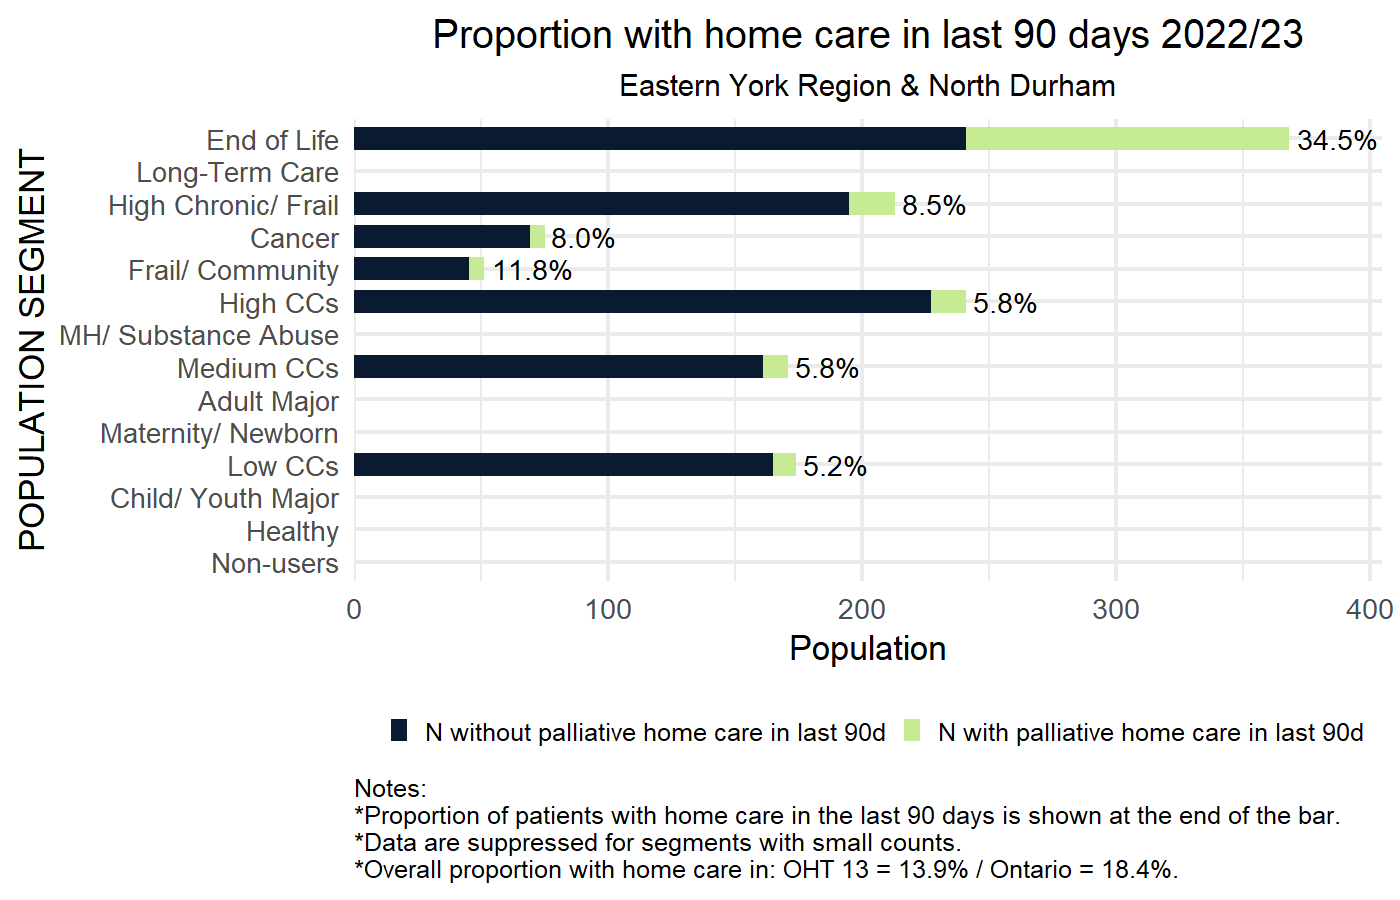 Proportion with home care in last 90 days 2022/23
Eastern York Region & North Durham
POPULATION SEGMENT
End of Life 34.5%
Long-Term Care
High Chronic/ Frail 8.5%
Cancer 8.0%
Frail/ Community 11.8%
High CCs 5.8%
MH/ Substance Abuse
Medium CCs 5.8%
Adult Major
Maternity/ Newborn
Low CCs 5.2%
Child/ Youth Major
Healthy
Non-users
0 100 200 300 400
Population
N without palliative home care in last 90d N with palliative home care in last 90d
Notes:
*Proportion of patients with home care in the last 90 days is shown at the end of the bar.
*Data are suppressed for segments with small counts.
*Overall proportion with home care in: OHT 13 = 13.9% / Ontario = 18.4%.